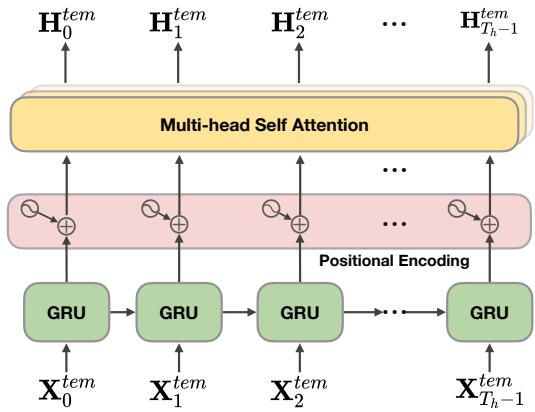 H_0^{tem} H_1^{tem} H_2^{tem} ... H_{T_h-1}^{tem}
Multi-head Self Attention
...
...
Positional Encoding
GRU GRU GRU ... GRU
X_0^{tem} X_1^{tem} X_2^{tem} X_{T_h-1}^{tem}